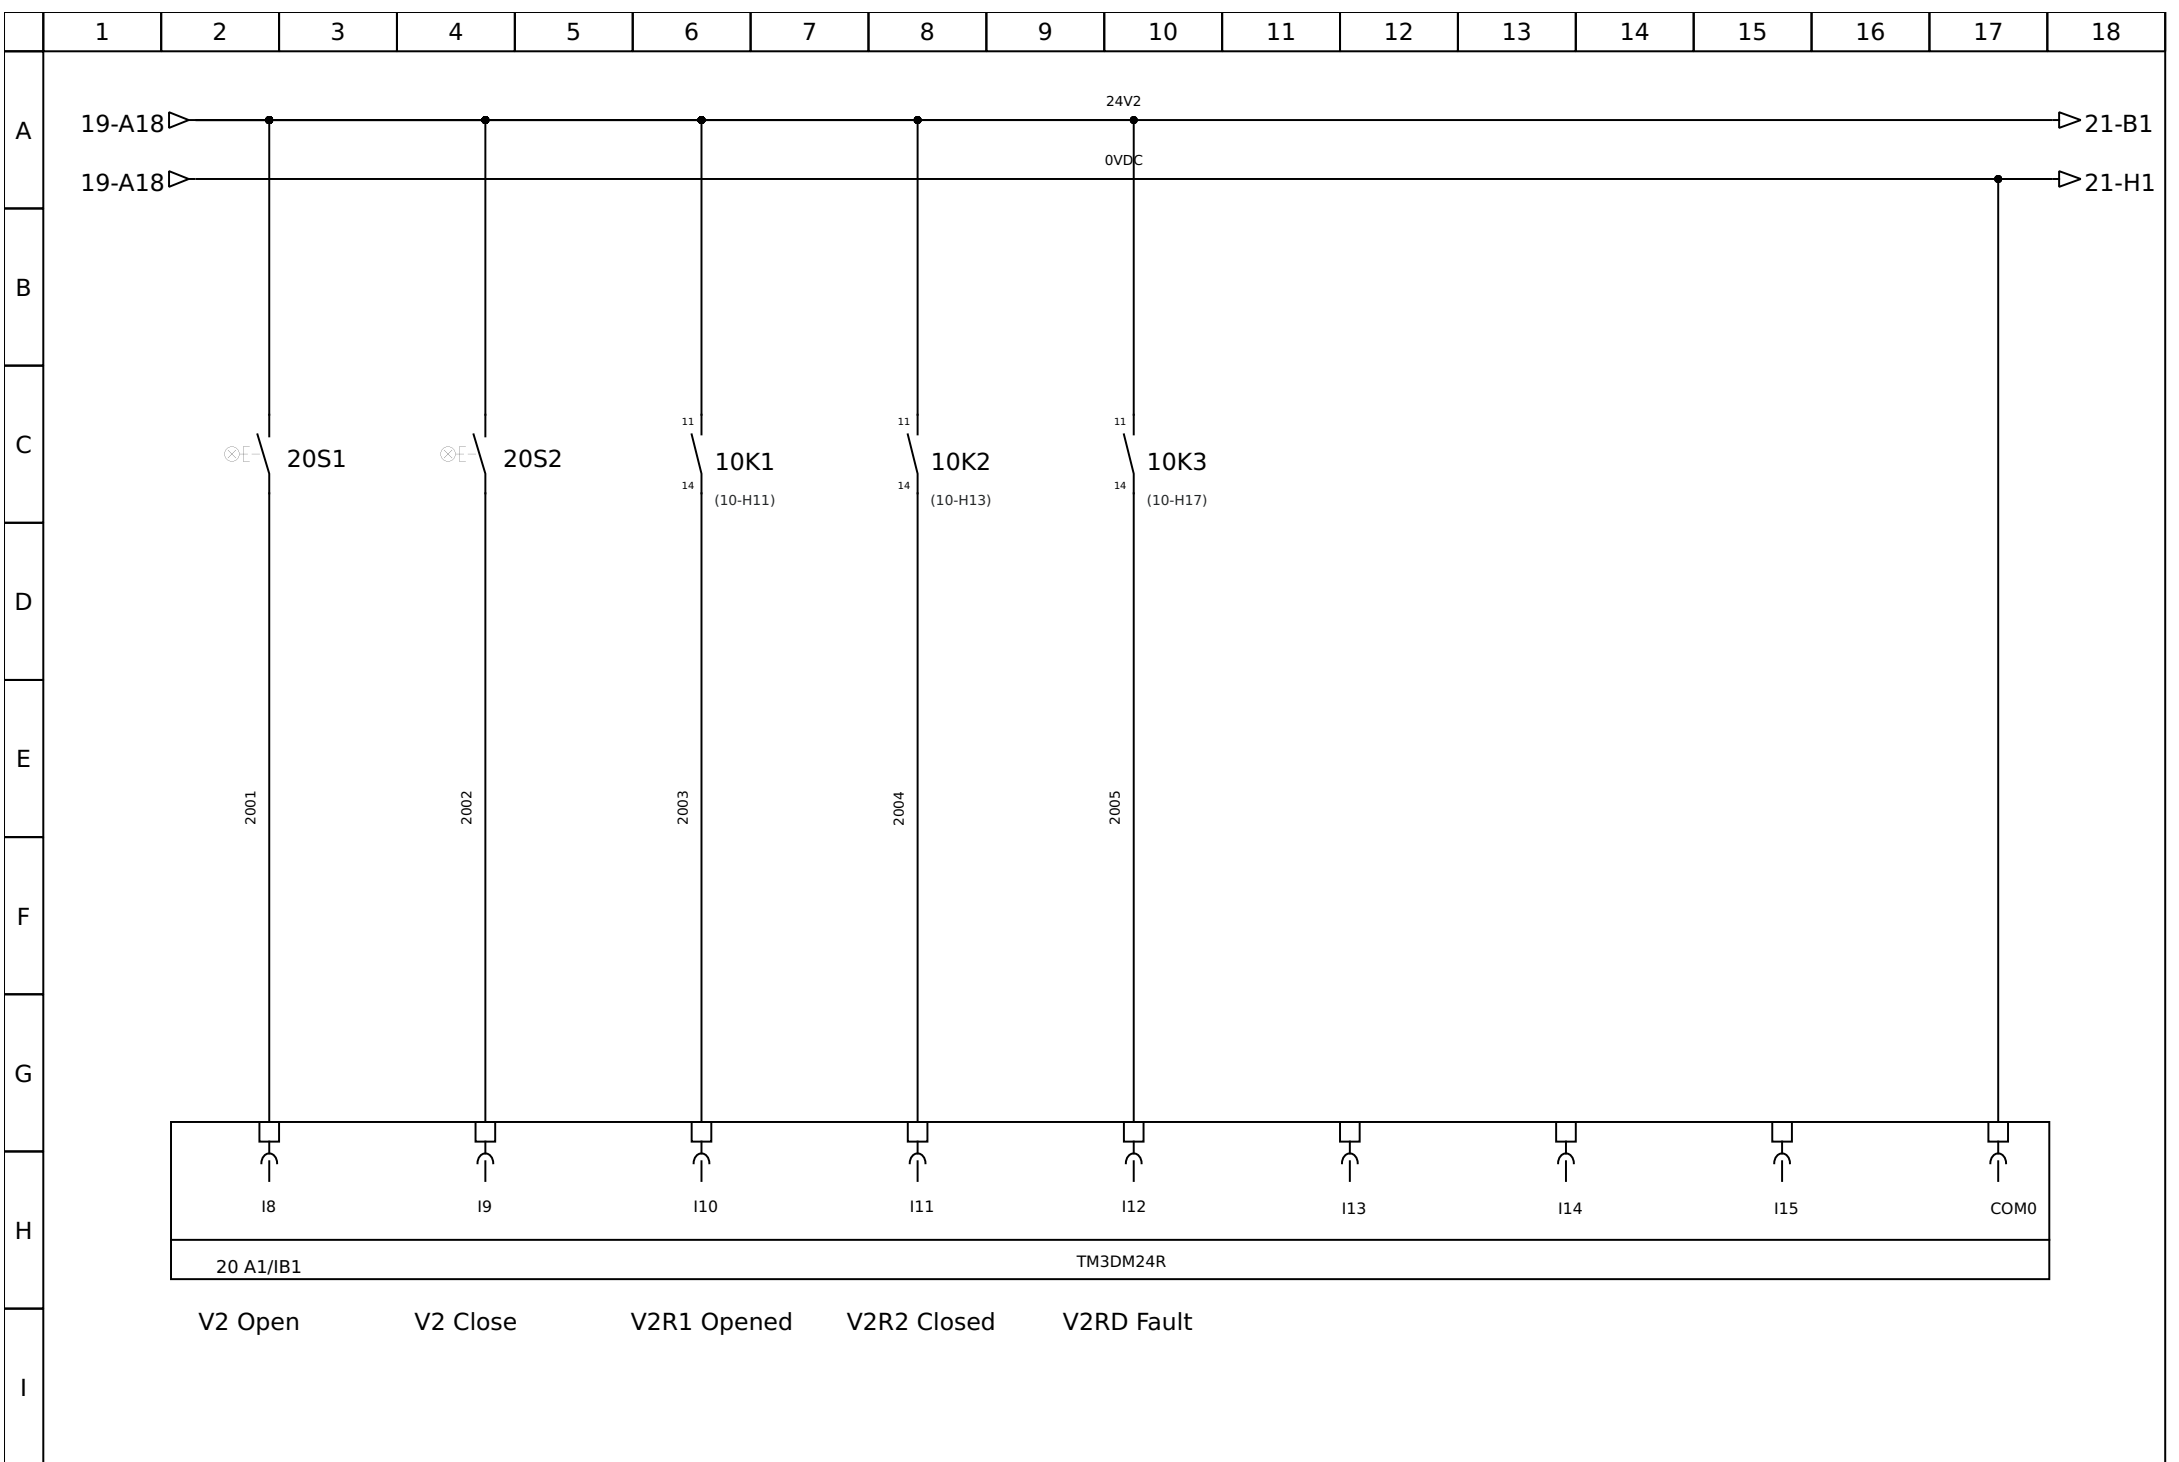 1 2 3 4 5 6 7 8 9 10 11 12 13 14 15 16 17 18
A
24V2
19-A18 21-B1
0VDC
19-A18 21-H1
B
C
11 11 11
20S1 20S2 10K1 10K2 10K3
14 14 14
(10-H11) (10-H13) (10-H17)
D
E
2001 2002 2003 2004 2005
F
G
H
I8 I9 I10 I11 I12 I13 I14 I15 COM0
20 A1/IB1 TM3DM24R
V2 Open V2 Close V2R1 Opened V2R2 Closed V2RD Fault
I